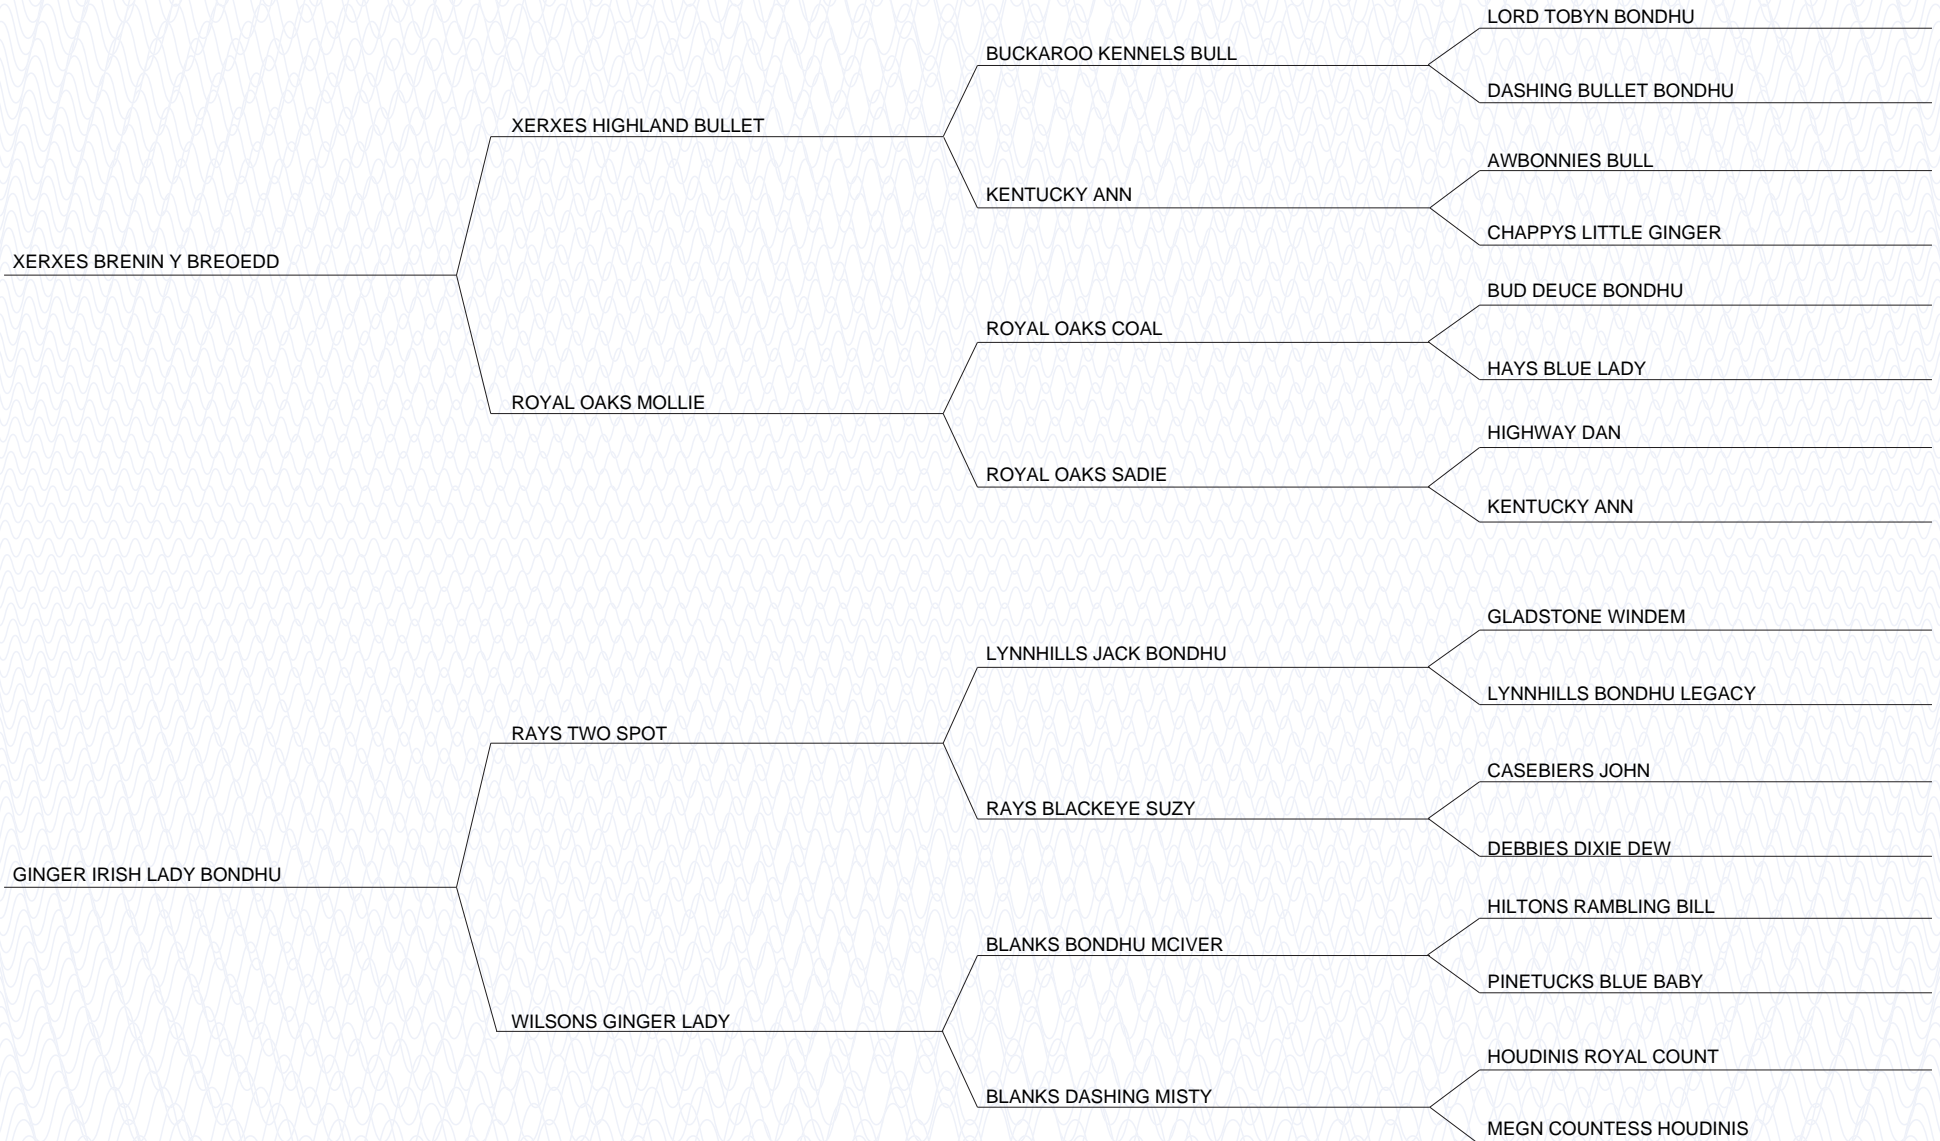 LORD TOBYN BONDHU
BUCKAROO KENNELS BULL
DASHING BULLET BONDHU
XERXES HIGHLAND BULLET
AWBONNIES BULL
KENTUCKY ANN
CHAPPYS LITTLE GINGER
XERXES BRENIN Y BREOEDD
BUD DEUCE BONDHU
ROYAL OAKS COAL
HAYS BLUE LADY
ROYAL OAKS MOLLIE
HIGHWAY DAN
ROYAL OAKS SADIE
KENTUCKY ANN
GLADSTONE WINDEM
LYNNHILLS JACK BONDHU
LYNNHILLS BONDHU LEGACY
RAYS TWO SPOT
CASEBIERS JOHN
RAYS BLACKEYE SUZY
DEBBIES DIXIE DEW
GINGER IRISH LADY BONDHU
HILTONS RAMBLING BILL
BLANKS BONDHU MCIVER
PINETUCKS BLUE BABY
WILSONS GINGER LADY
HOUDINIS ROYAL COUNT
BLANKS DASHING MISTY
MEGN COUNTESS HOUDINIS